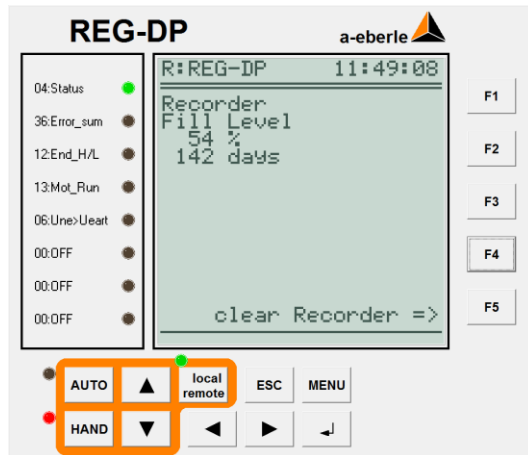 REG-DP
a-eberle
R:REG-DP 11:49:08
04:Status
36:Error_sum
12:End_H/L
13:Mot_Run
06:Une>Ueart
00:OFF
00:OFF
00:OFF
Recorder
Fill Level
54 %
142 days
clear Recorder =>
F1
F2
F3
F4
F5
AUTO
local
remote
ESC
MENU
HAND